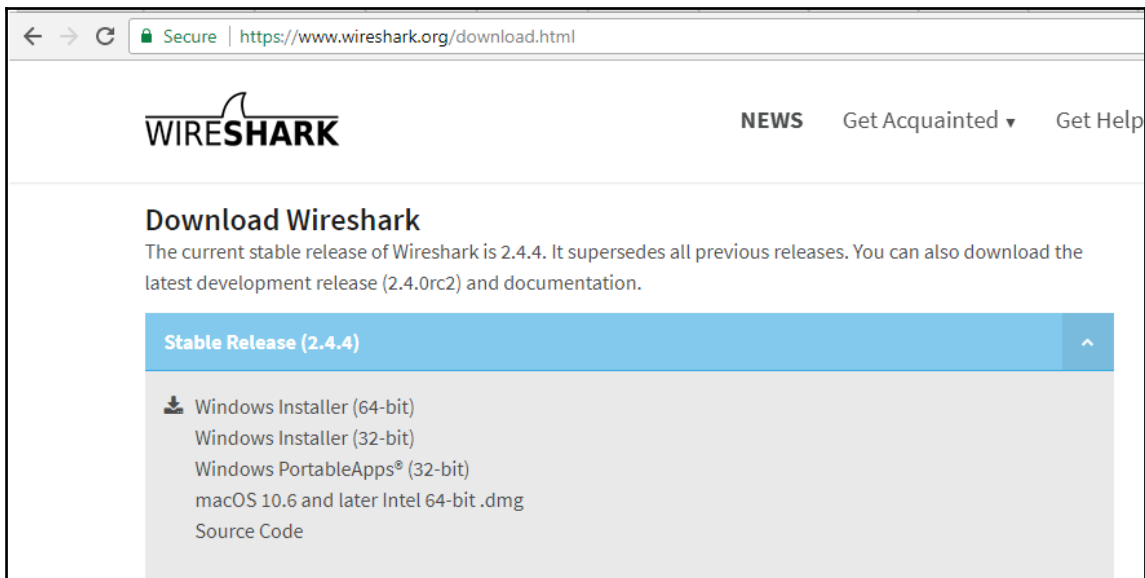 Secure | https://www.wireshark.org/download.html
WIRESHARK
NEWS Get Acquainted ▾ Get Help
Download Wireshark
The current stable release of Wireshark is 2.4.4. It supersedes all previous releases. You can also download the
latest development release (2.4.0rc2) and documentation.
Stable Release (2.4.4)
Windows Installer (64-bit)
Windows Installer (32-bit)
Windows PortableApps® (32-bit)
macOS 10.6 and later Intel 64-bit .dmg
Source Code